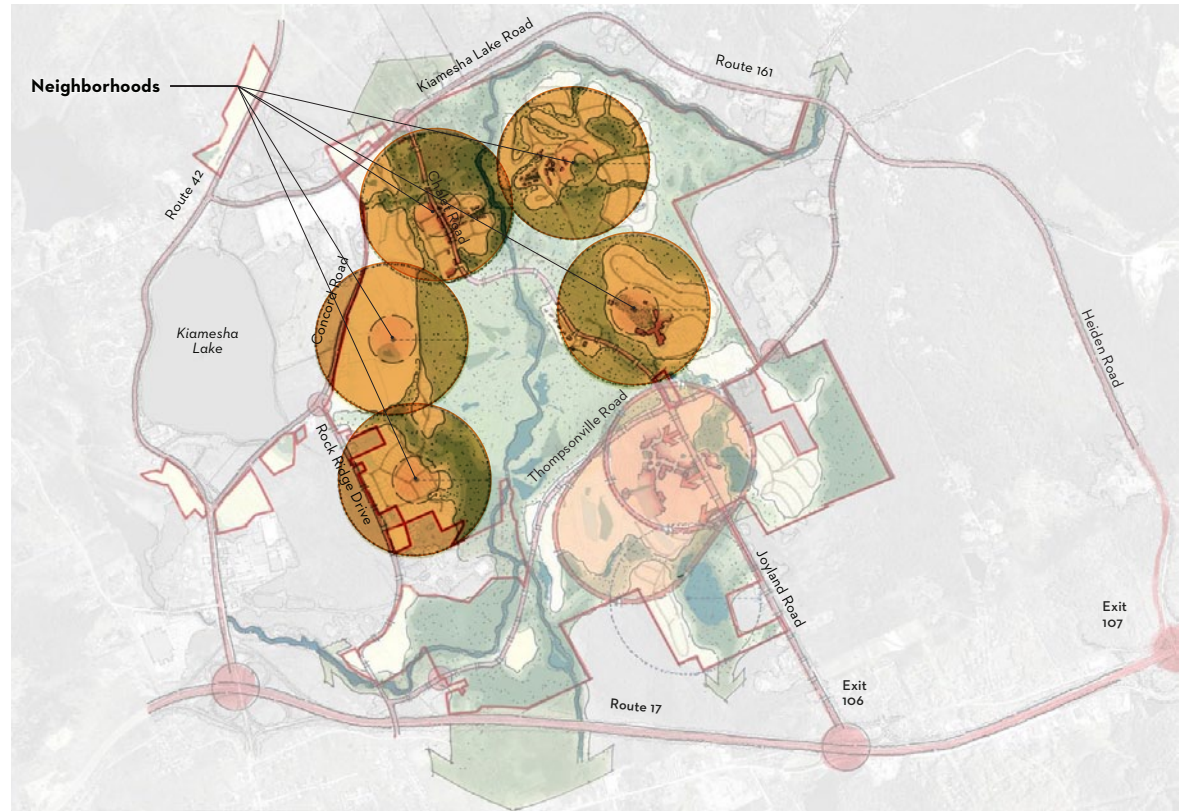 Kiamesha Lake Road
Route 161
Neighborhoods
Route 42
Chalet Road
Concord Road
Kiamesha
Lake
Heiden Road
Thompsonville Road
Rock Ridge Drive
Joyland Road
Exit
107
Exit
106
Route 17